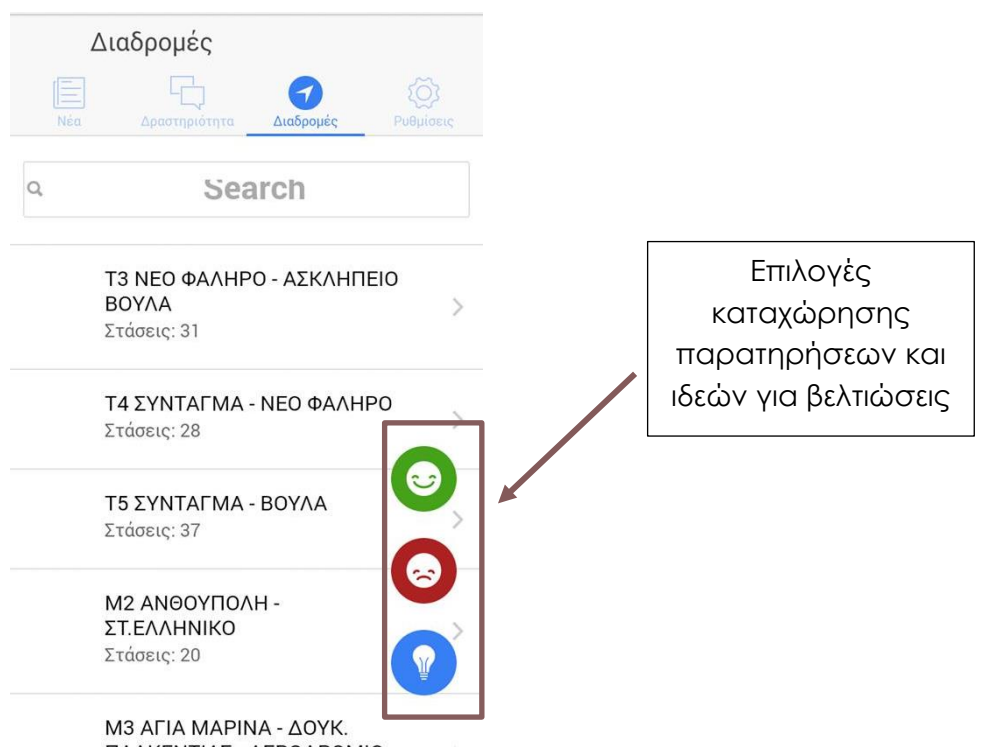 Διαδρομές
Νέα
Δραστηριότητα
Διαδρομές
Ρυθμίσεις
Search
Τ3 ΝΕΟ ΦΑΛΗΡΟ - ΑΣΚΛΗΠΕΙΟ
ΒΟΥΛΑ
Στάσεις: 31
Τ4 ΣΥΝΤΑΓΜΑ - ΝΕΟ ΦΑΛΗΡΟ
Στάσεις: 28
Τ5 ΣΥΝΤΑΓΜΑ - ΒΟΥΛΑ
Στάσεις: 37
Μ2 ΑΝΘΟΥΠΟΛΗ -
ΣΤ.ΕΛΛΗΝΙΚΟ
Στάσεις: 20
Μ3 ΑΓΙΑ ΜΑΡΙΝΑ - ΔΟΥΚ.
Επιλογές
καταχώρησης
παρατηρήσεων και
ιδεών για βελτιώσεις